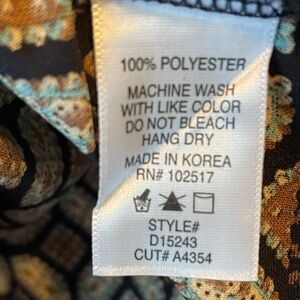 100% POLYESTER
MACHINE WASH
WITH LIKE COLOR
DO NOT BLEACH
HANG DRY
MADE IN KOREA
RN# 102517
STYLE#
D15243
CUT# A4354